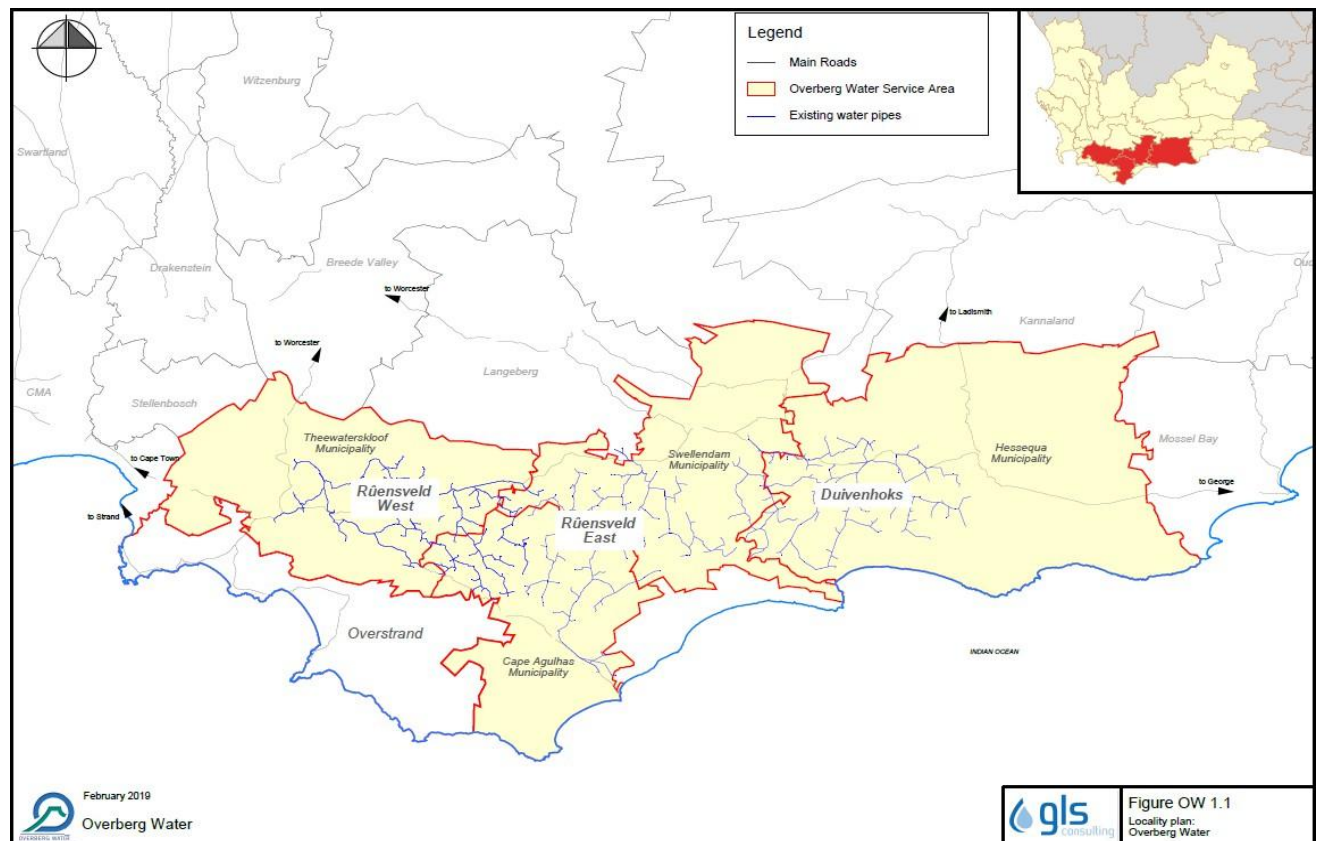 Legend
Main Roads
Overberg Water Service Area
Existing water pipes
Witzenburg
Swartland
Drakenstein
Breede Valley
to Worcester
to Worcester
to Ladismith
Kannaland
Oud
CMA
Stellenbosch
Langeberg
Theewaterskloof
Municipality
Swellendam
Municipality
Hessequa
Municipality
Mossel Bay
to Cape Town
to Strand
to George
Rûensveld
West
Rûensveld
East
Duivenhoks
Overstrand
Cape Agulhas
Municipality
INDIAN OCEAN
February 2019
Overberg Water
OVERBERG WATER
gls
consulting
Figure OW 1.1
Locality plan:
Overberg Water